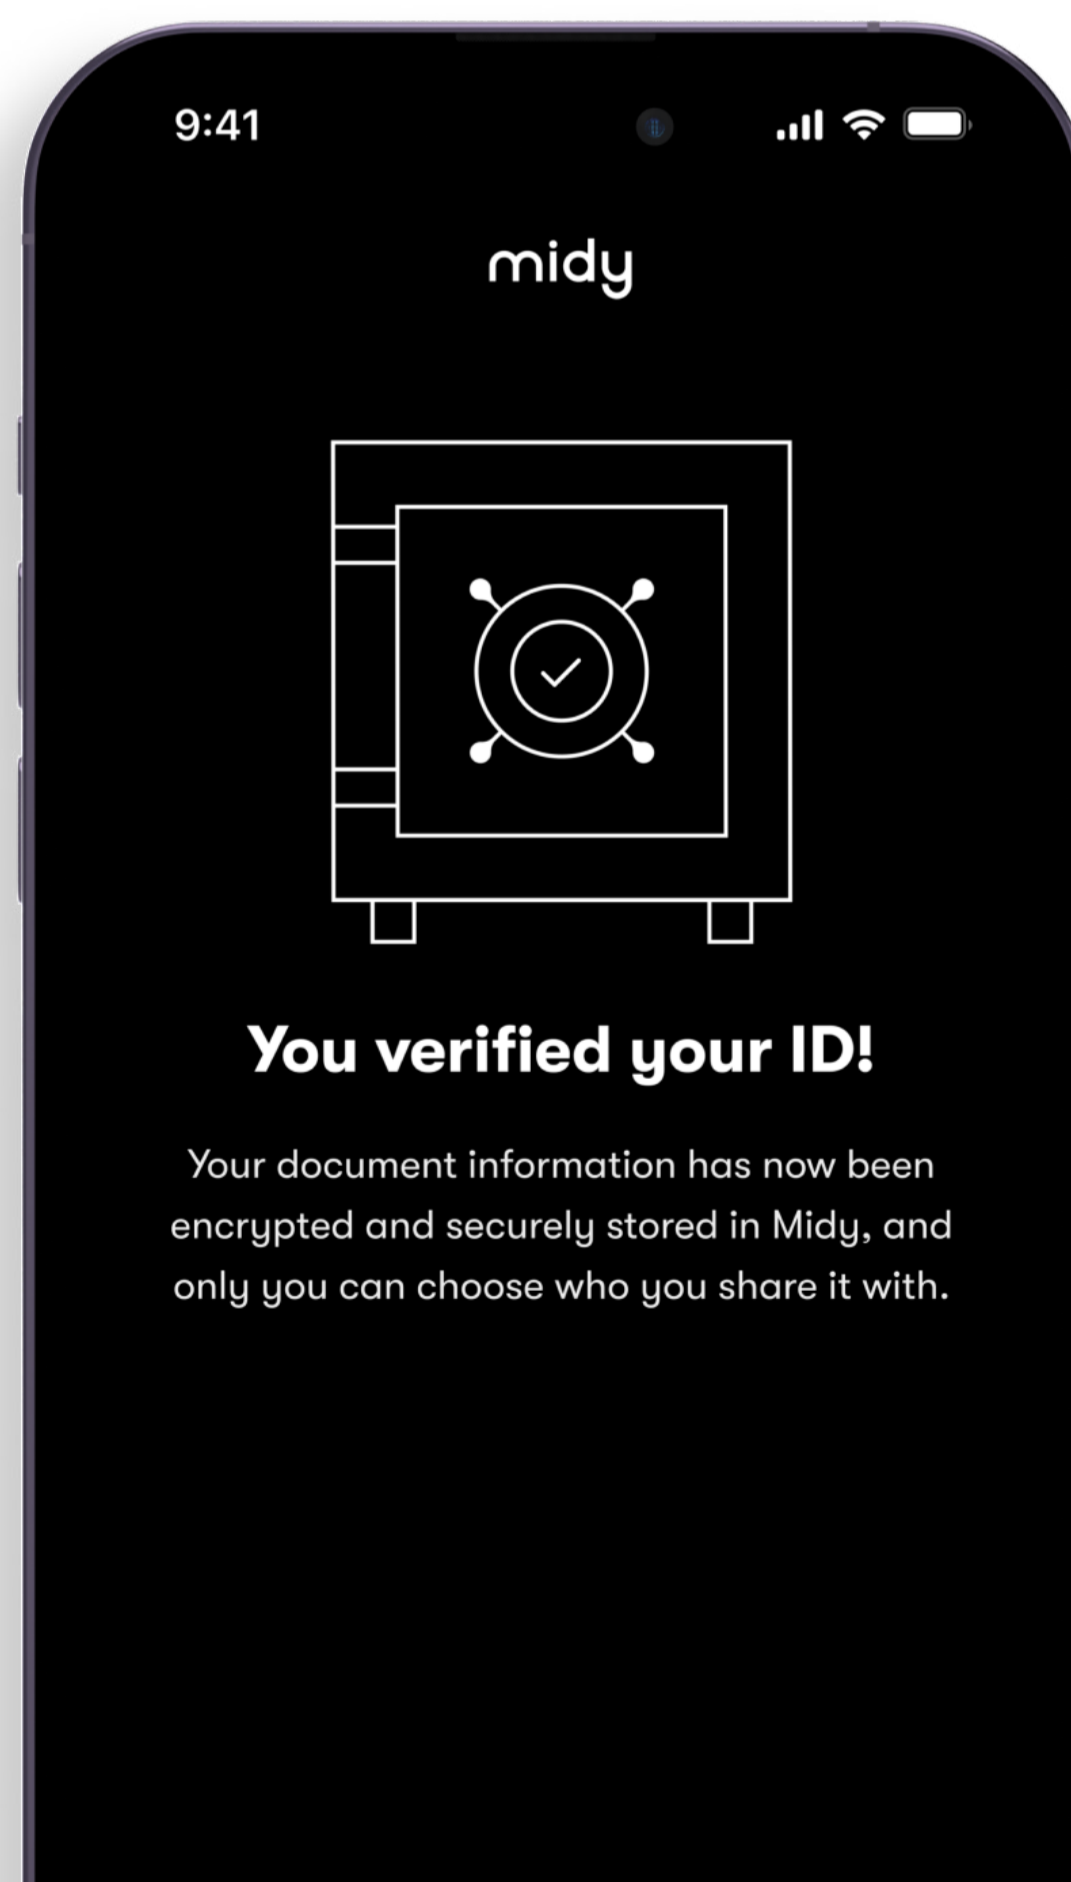 9:41
midy
You verified your ID!
Your document information has now been
encrypted and securely stored in Midy, and
only you can choose who you share it with.